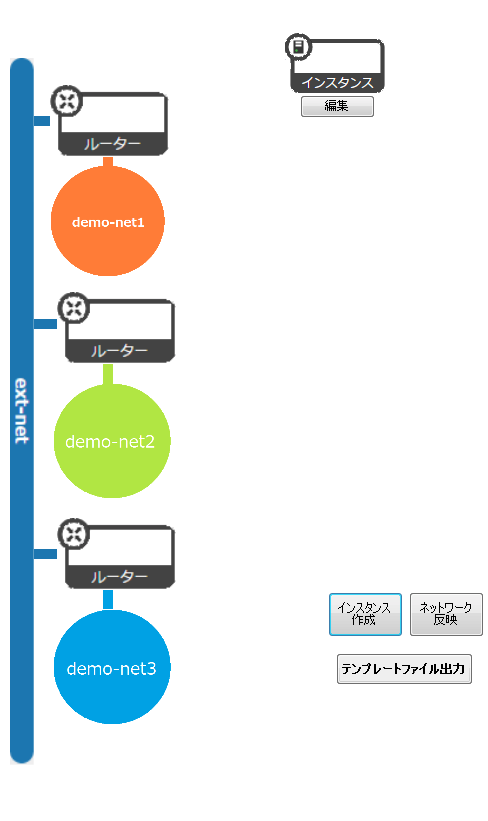 インスタンス
編集
ルーター
demo-net1
ルーター
ext-net
demo-net2
ルーター
インスタンス
作成
ネットワーク
反映
demo-net3
テンプレートファイル出力